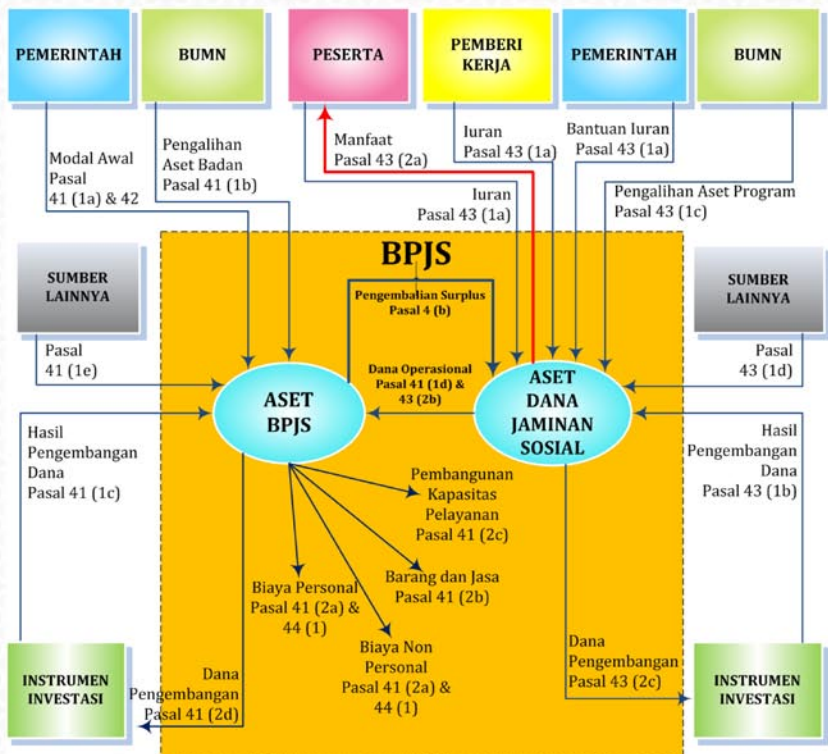 PEMERINTAH
BUMN
PESERTA
PEMBERI
KERJA
PEMERINTAH
BUMN
Modal Awal
Pasal
41 (1a) & 42
Pengalihan
Aset Badan
Pasal 41 (1b)
Manfaat
Pasal 43 (2a)
Iuran
Pasal 43 (1a)
Iuran
Pasal 43 (1a)
Bantuan Iuran
Pasal 43 (1a)
Pengalihan Aset Program
Pasal 43 (1c)
SUMBER
LAINNYA
Pasal
41 (1e)
BPJS
Pengembalian Surplus
Pasal 4 (b)
Dana Operasional
Pasal 41 (1d) &
43 (2b)
SUMBER
LAINNYA
Pasal
43 (1d)
ASET
BPJS
ASET
DANA
JAMINAN
SOSIAL
Hasil
Pengembangan
Dana
Pasal 41 (1c)
Hasil
Pengembangan
Dana
Pasal 43 (1b)
Pembangunan
Kapasitas
Pelayanan
Pasal 41 (2c)
Barang dan Jasa
Pasal 41 (2b)
Biaya Personal
Pasal 41 (2a) &
44 (1)
Biaya Non
Personal
Pasal 41 (2a) &
44 (1)
INSTRUMEN
INVESTASI
Dana
Pengembangan
Pasal 41 (2d)
Dana
Pengembangan
Pasal 43 (2c)
INSTRUMEN
INVESTASI